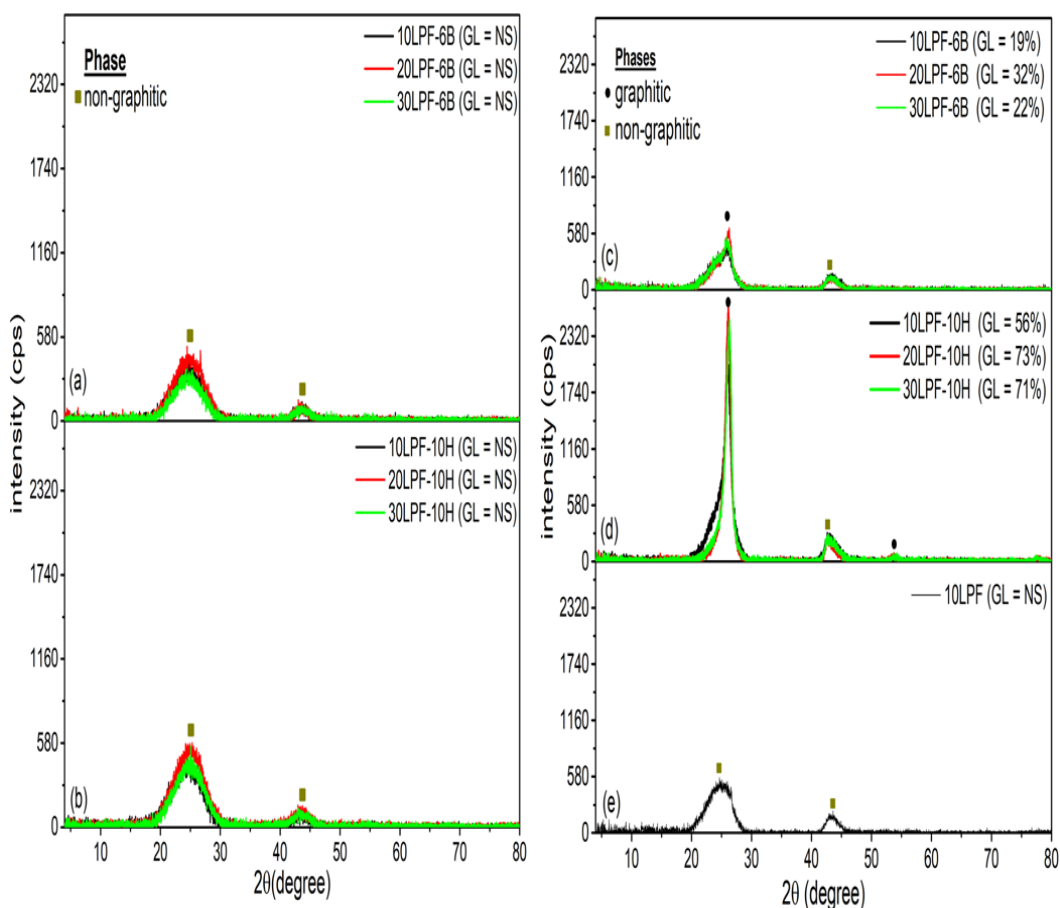 Phase
non-graphitic
10LPF-6B (GL = NS)
20LPF-6B (GL = NS)
30LPF-6B (GL = NS)
2320
1740
1160
580
0
(a)
10LPF-10H (GL = NS)
20LPF-10H (GL = NS)
30LPF-10H (GL = NS)
2320
1740
1160
580
0
(b)
intensity (cps)
10 20 30 40 50 60 70 80
2θ(degree)
Phases
graphitic
non-graphitic
10LPF-6B (GL = 19%)
20LPF-6B (GL = 32%)
30LPF-6B (GL = 22%)
2320
1740
1160
580
0
(c)
10LPF-10H (GL = 56%)
20LPF-10H (GL = 73%)
30LPF-10H (GL = 71%)
2320
1740
1160
580
0
(d)
10LPF (GL = NS)
2320
1740
1160
580
0
(e)
intensity (cps)
10 20 30 40 50 60 70 80
2θ (degree)